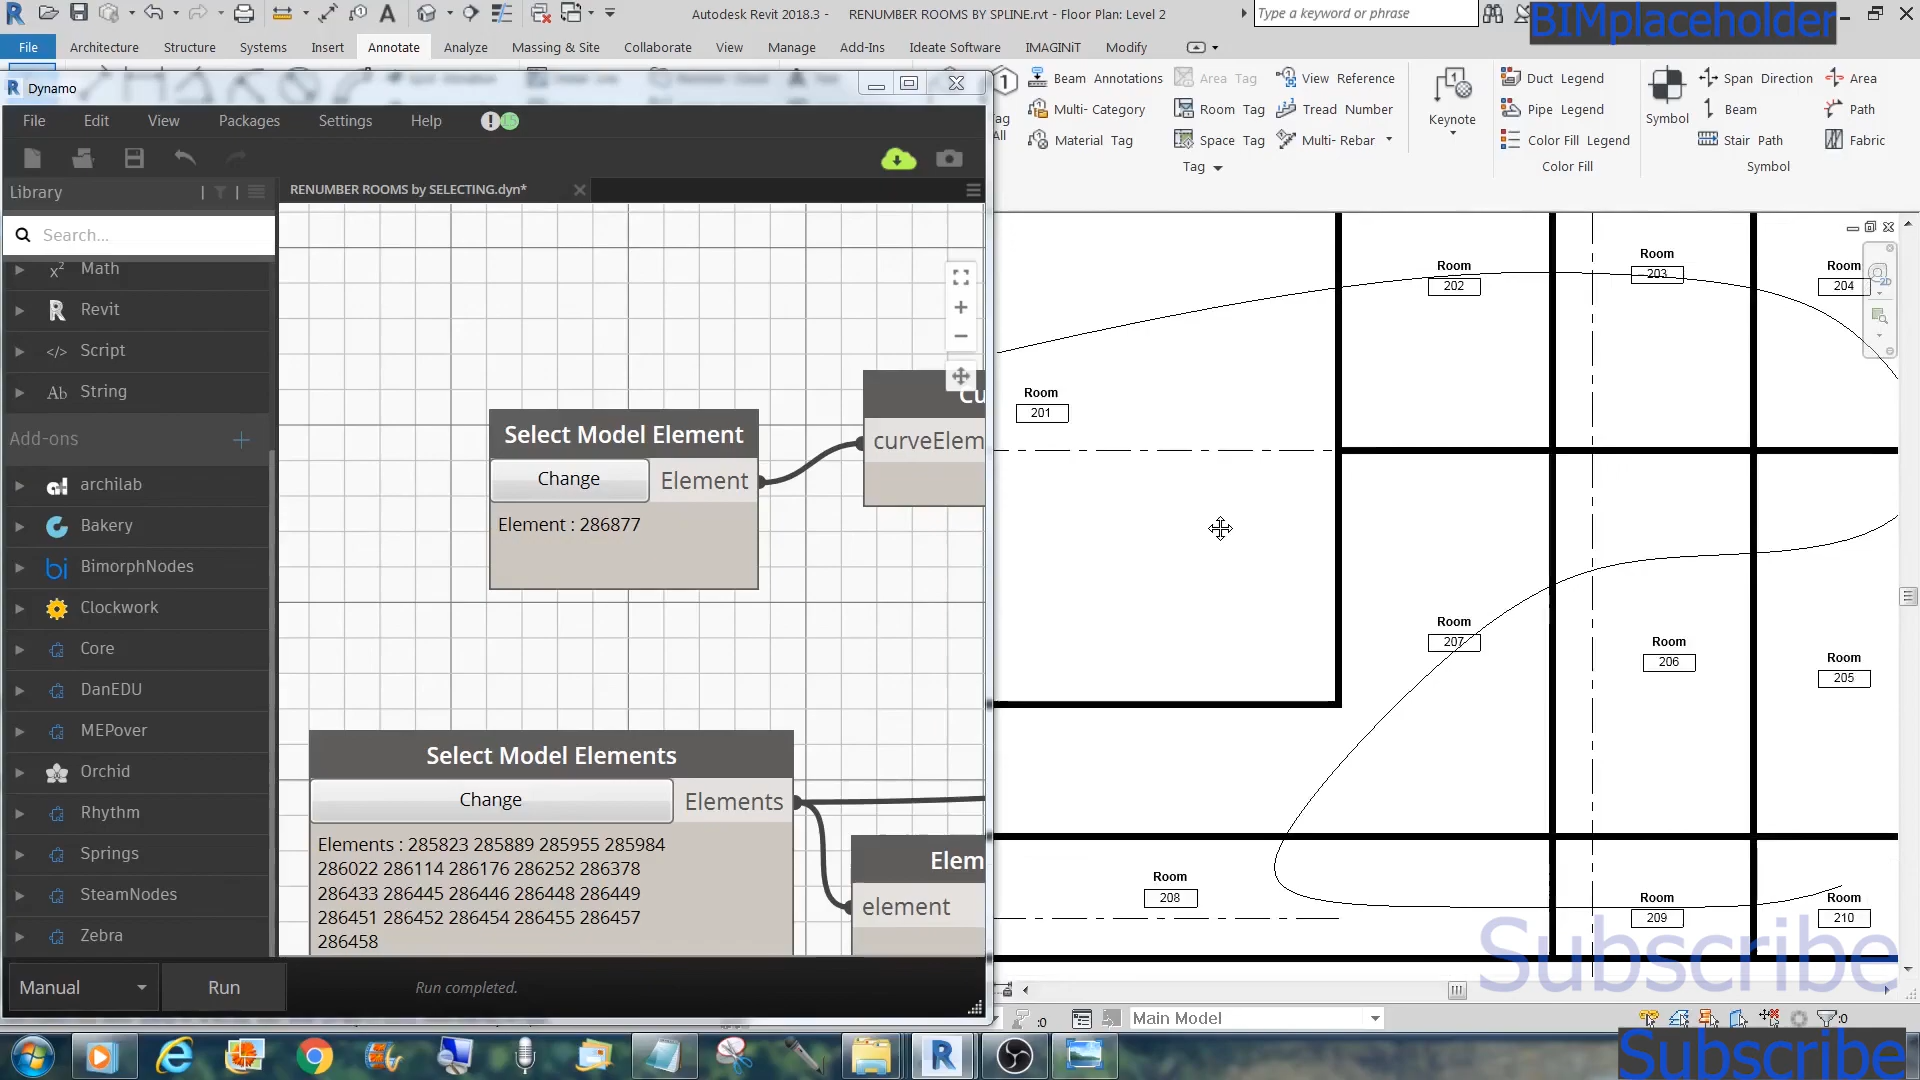 Autodesk Revit 2018.3 - RENUMBER ROOMS BY SPLINE.rvt - Floor Plan: Level 2
Type a keyword or phrase
BIMplaceholder
File Architecture Structure Systems Insert Annotate Analyze Massing & Site Collaborate View Manage Add-Ins Ideate Software IMAGINiT Modify
Beam Annotations
Area Tag
View Reference
Multi- Category
Room Tag
Tread Number
Material Tag
Space Tag
Multi- Rebar
All
Tag
Keynote
Duct Legend
Pipe Legend
Color Fill Legend
Color Fill
Symbol
Span Direction
Area
Beam
Path
Stair Path
Fabric
Symbol
Dynamo
File Edit View Packages Settings Help
Library
RENUMBER ROOMS by SELECTING.dyn*
Search...
Math
Revit
Script
String
Add-ons
archilab
Bakery
BimorphNodes
Clockwork
Core
DanEDU
MEPover
Orchid
Rhythm
Springs
SteamNodes
Zebra
Select Model Element
Change
Element
Element : 286877
Cu
curveElem
Select Model Elements
Change
Elements
Elements : 285823 285889 285955 285984
286022 286114 286176 286252 286378
286433 286445 286446 286448 286449
286451 286452 286454 286455 286457
286458
Elem
element
Manual
Run
Run completed.
Room
201
Room
202
Room
203
Room
204
Room
207
Room
206
Room
205
Room
208
Room
209
Room
210
2D
Subscribe
:0
Main Model
:0
Subscribe